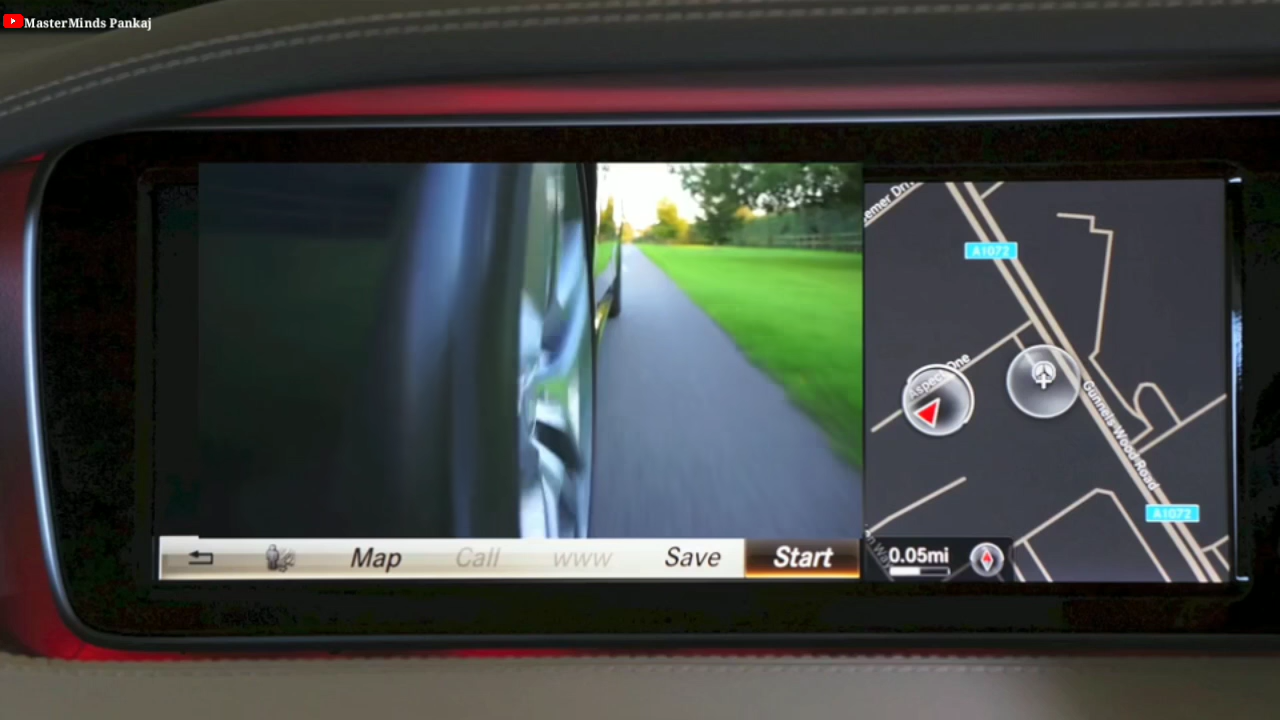 MasterMinds Pankaj
A1072
Aspect One
Gunnels Wood Road
A1072
Map Call www Save Start
0.05mi